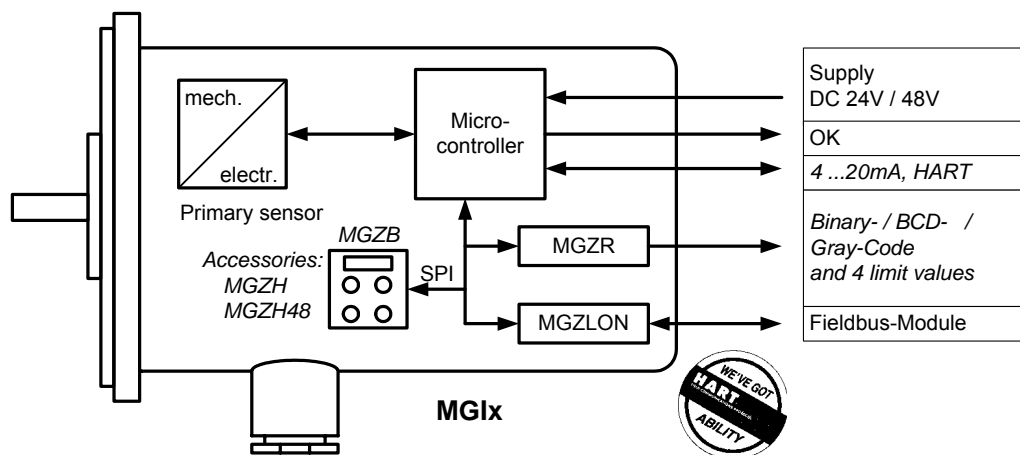 mech.
electr.
Primary sensor
Micro-
controller
MGZB
Accessories:
MGZH
MGZH48
SPI
MGZR
MGZLON
MGIx
Supply
DC 24V / 48V
OK
4 ...20mA, HART
Binary- / BCD- /
Gray-Code
and 4 limit values
Fieldbus-Module
WE'VE GOT
HART
ABILITY